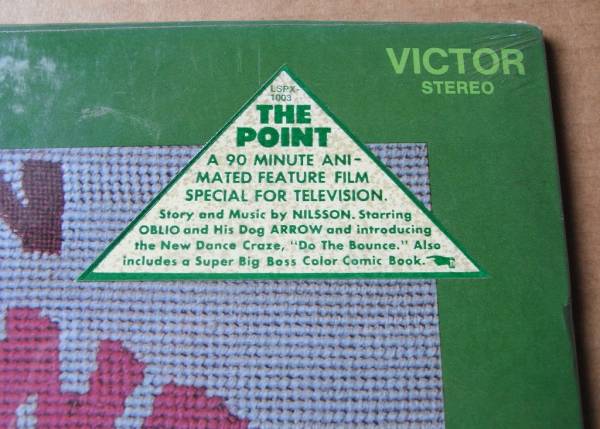 VICTOR
STEREO
LSPX-
1003
THE
POINT
A 90 MINUTE ANI-
MATED FEATURE FILM
SPECIAL FOR TELEVISION.
Story and Music by NILSSON. Starring
OBLIO and His Dog ARROW and introducing
the New Dance Craze, "Do The Bounce." Also
includes a Super Big Boss Color Comic Book.